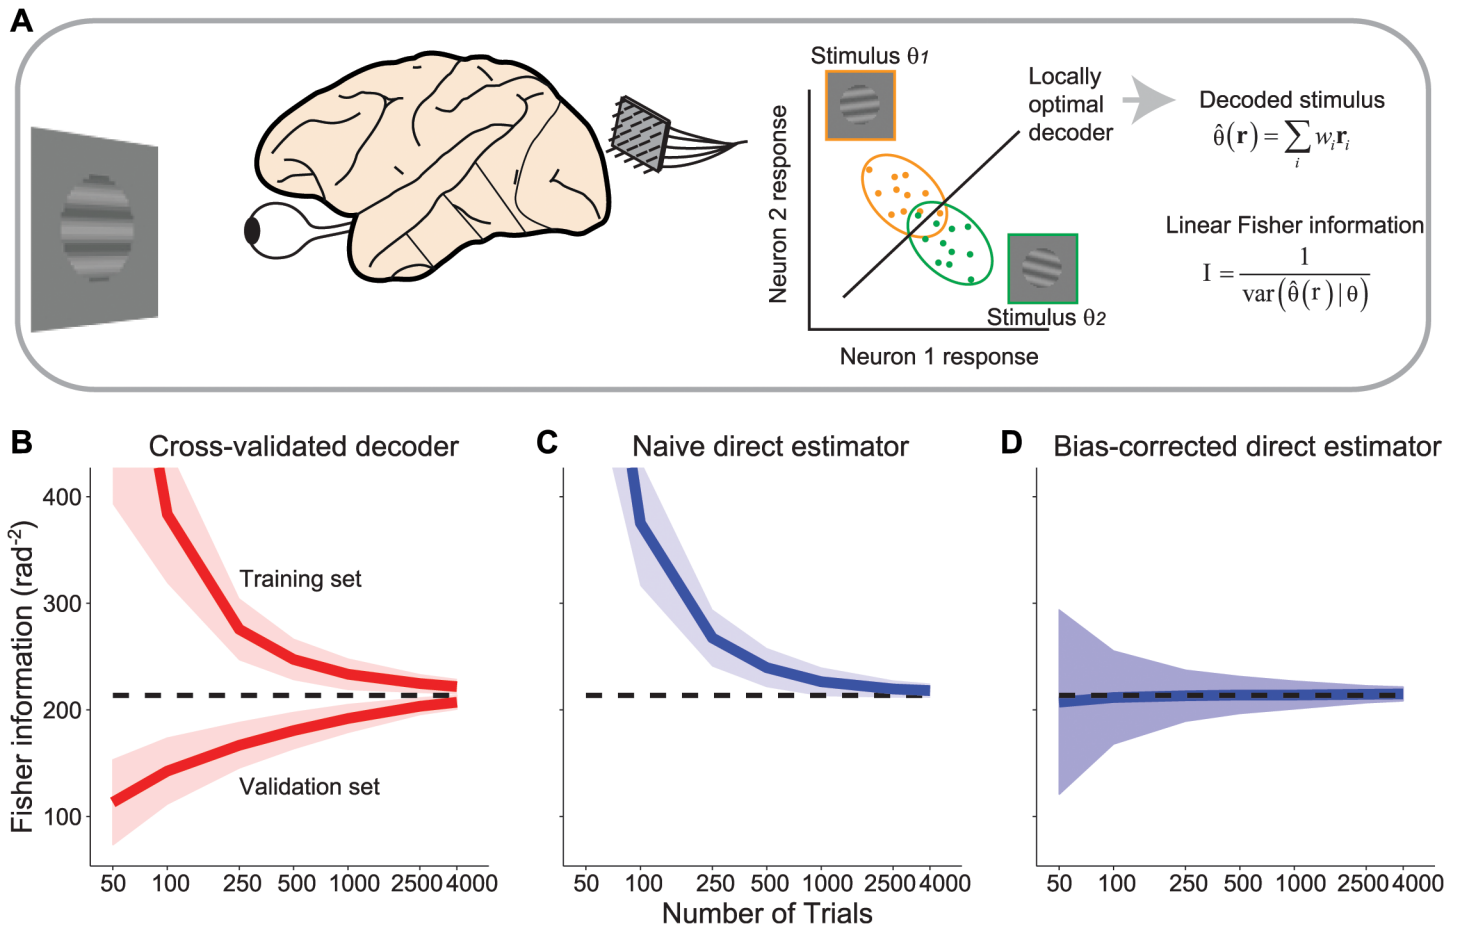 A
Stimulus θ1
Locally
optimal
decoder
Decoded stimulus
θ̂(r) = ∑ wᵢrᵢ
i
Linear Fisher information
I = 1 / var(θ̂(r) | θ)
Neuron 2 response
Stimulus θ2
Neuron 1 response
B
Cross-validated decoder
C
Naive direct estimator
D
Bias-corrected direct estimator
Fisher information (rad⁻²)
400
300
200
100
Training set
Validation set
50 100 250 500 1000 2500 4000
50 100 250 500 1000 2500 4000
50 100 250 500 1000 2500 4000
Number of Trials